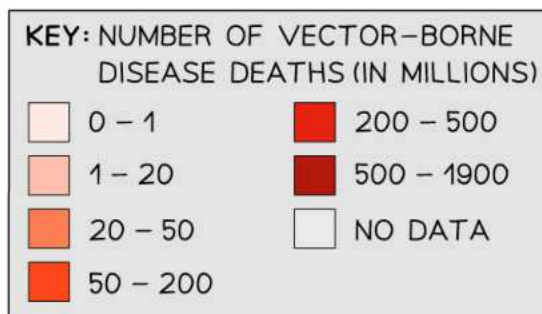 KEY: NUMBER OF VECTOR–BORNE
DISEASE DEATHS (IN MILLIONS)
0 – 1
1 – 20
20 – 50
50 – 200
200 – 500
500 – 1900
NO DATA